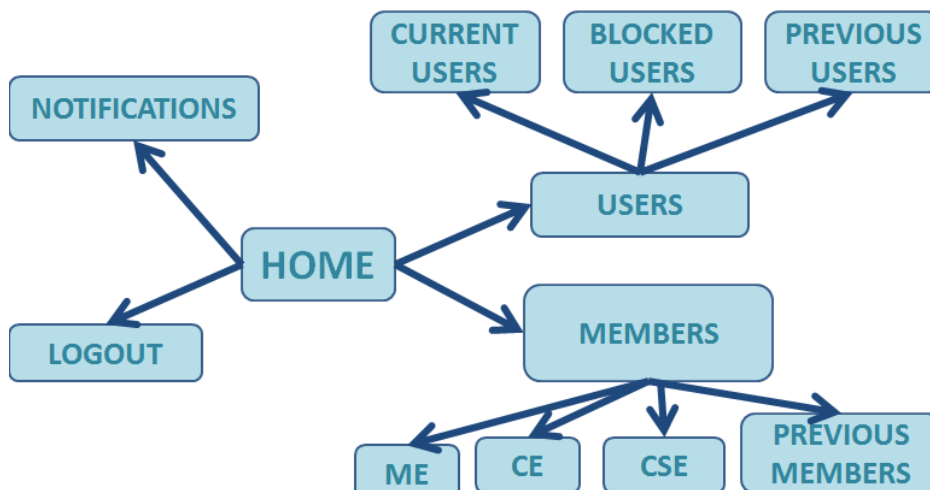 CURRENT
USERS
BLOCKED
USERS
PREVIOUS
USERS
NOTIFICATIONS
USERS
HOME
MEMBERS
LOGOUT
ME
CE
CSE
PREVIOUS
MEMBERS